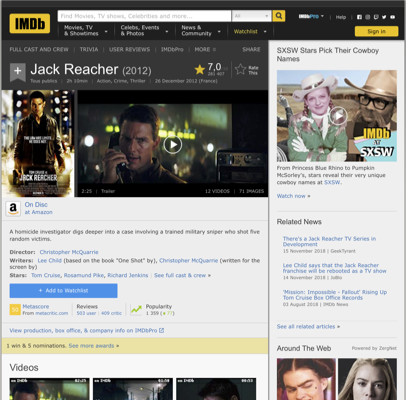 IMDb
Find Movies, TV shows, Celebrities and more...
All
IMDbPro
Help
Movies, TV & Showtimes
Celebs, Events & Photos
News & Community
Watchlist
Sign in
FULL CAST AND CREW | TRIVIA | USER REVIEWS | IMDbPro | MORE
SHARE
Jack Reacher (2012)
7,0
Rate This
Tous publics | 2h 10min | Action, Crime, Thriller | 26 December 2012 (France)
TOM CRUISE
JACK REACHER
2:25 | Trailer
12 VIDEOS | 71 IMAGES
On Disc
at Amazon
A homicide investigator digs deeper into a case involving a trained military sniper who shot five random victims.
Director: Christopher McQuarrie
Writers: Lee Child (based on the book "One Shot" by), Christopher McQuarrie (written for the screen by)
Stars: Tom Cruise, Rosamund Pike, Richard Jenkins | See full cast & crew »
+ Add to Watchlist
Metascore
From metacritic.com
Reviews
503 user | 409 critic
Popularity
1 359
View production, box office, & company info on IMDbPro
1 win & 5 nominations. See more awards »
Videos
SXSW Stars Pick Their Cowboy Names
IMDb
AT
SXSW
From Princess Blue Rhino to Pumpkin McSorley's, stars reveal their very unique cowboy names at SXSW.
Watch now »
Related News
There's a Jack Reacher TV Series in Development
15 November 2018 | GeekTyrant
Lee Child says that the Jack Reacher franchise will be rebooted as a TV show
14 November 2018 | JoBlo
'Mission: Impossible - Fallout' Rising Up Tom Cruise Box Office Records
03 August 2018 | IMDb News
See all related articles »
Around The Web
Powered by ZergNet